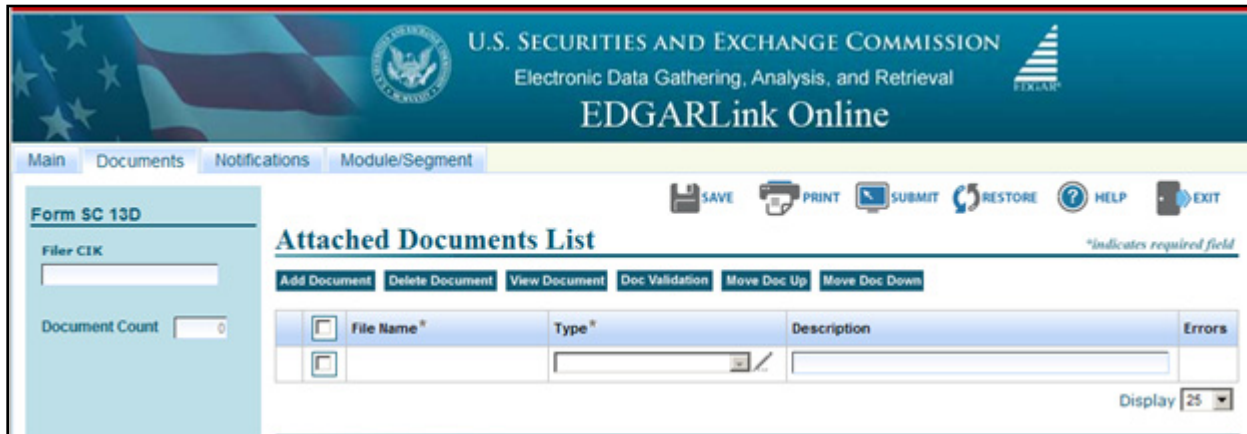 U.S. SECURITIES AND EXCHANGE COMMISSION
Electronic Data Gathering, Analysis, and Retrieval
EDGAR®
EDGARLink Online
Main Documents Notifications Module/Segment
SAVE PRINT SUBMIT RESTORE ? HELP EXIT
Form SC 13D
Attached Documents List
*indicates required field
Filer CIK
Add Document Delete Document View Document Doc Validation Move Doc Up Move Doc Down
Document Count 0
File Name* Type* Description Errors
Display 25